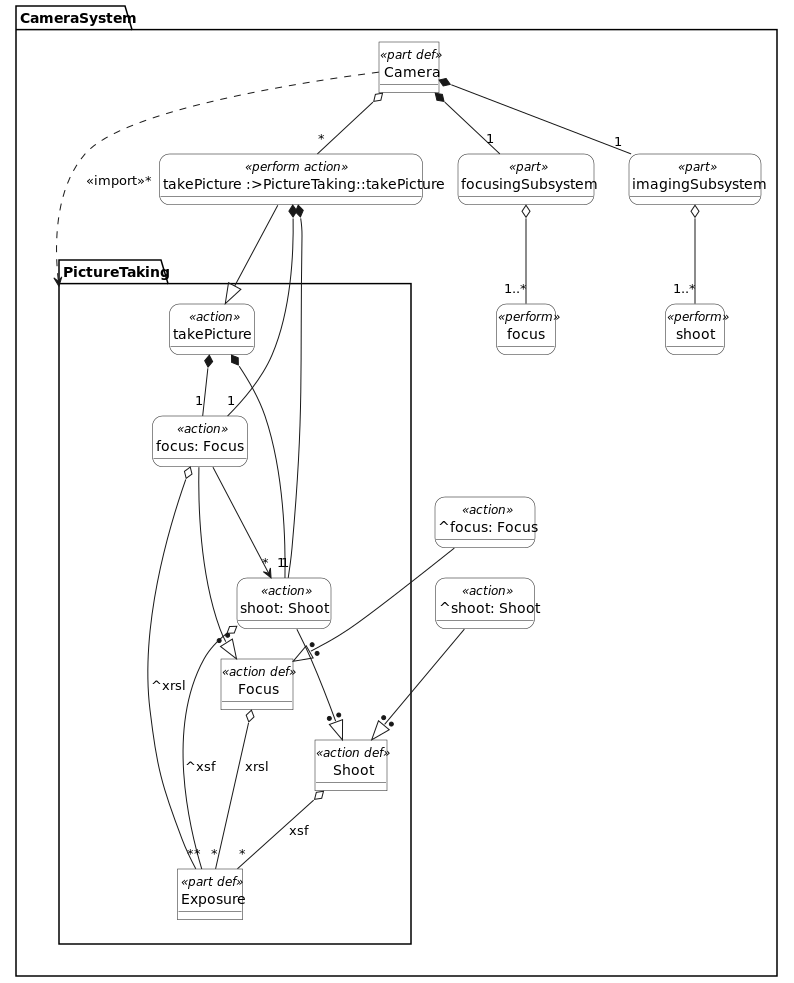 CameraSystem
«part def»
Camera
*
1
1
«import»*
«perform action»
takePicture :>PictureTaking::takePicture
«part»
focusingSubsystem
«part»
imagingSubsystem
PictureTaking
1..*
1..*
«action»
takePicture
«perform»
focus
«perform»
shoot
1
1
«action»
focus: Focus
«action»
^focus: Focus
*
1
1
«action»
shoot: Shoot
«action»
^shoot: Shoot
«action def»
Focus
^xrsl
«action def»
Shoot
^xsf
xrsl
xsf
*
*
*
*
«part def»
Exposure